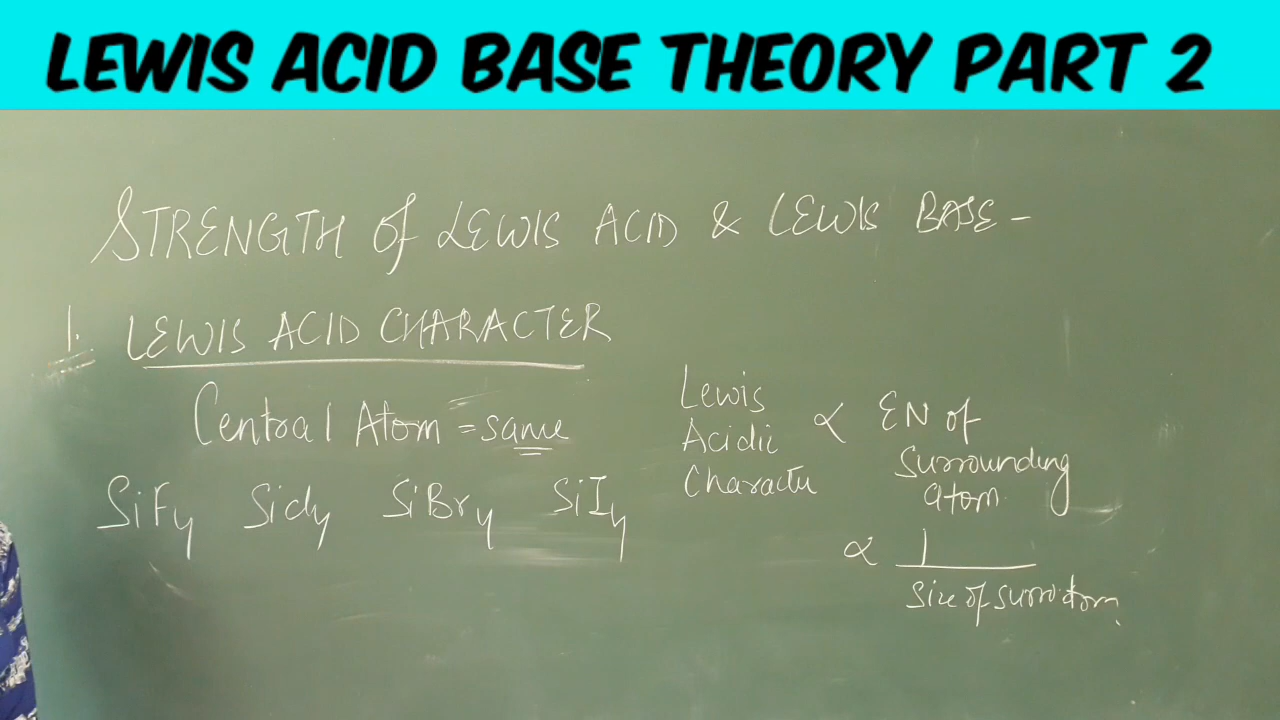 LEWIS ACID BASE THEORY PART 2
STRENGTH of LEWIS ACID & LEWIS BASE -
1. LEWIS ACID CHARACTER
Central Atom = same
SiF4 SiCl4 SiBr4 SiI4
Lewis
Acidic
Character
∝ EN of
Surrounding
atom
∝ 1
Size of surro. atom